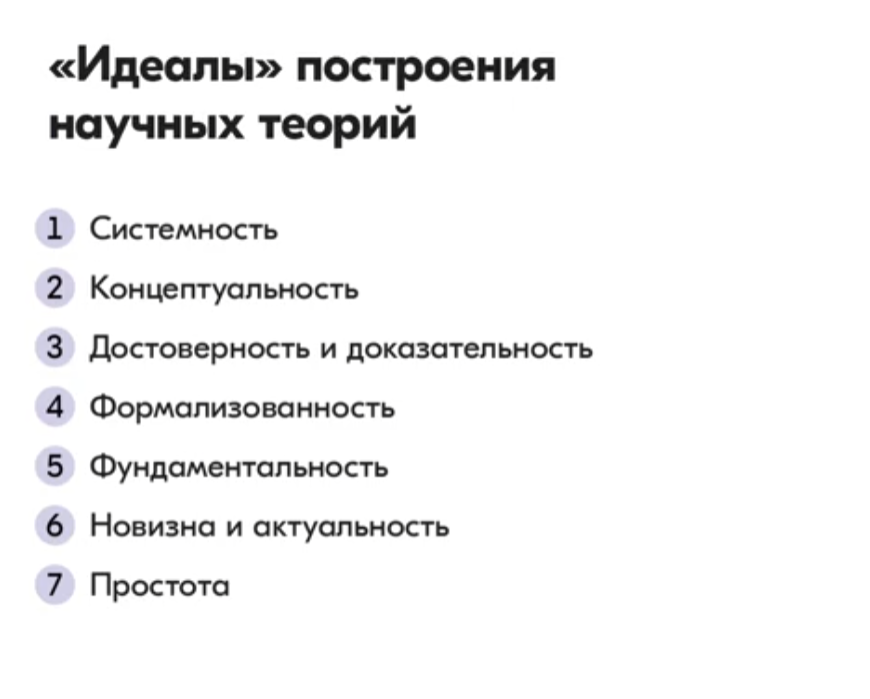 «Идеалы» построения
научных теорий
1 Системность
2 Концептуальность
3 Достоверность и доказательность
4 Формализованность
5 Фундаментальность
6 Новизна и актуальность
7 Простота